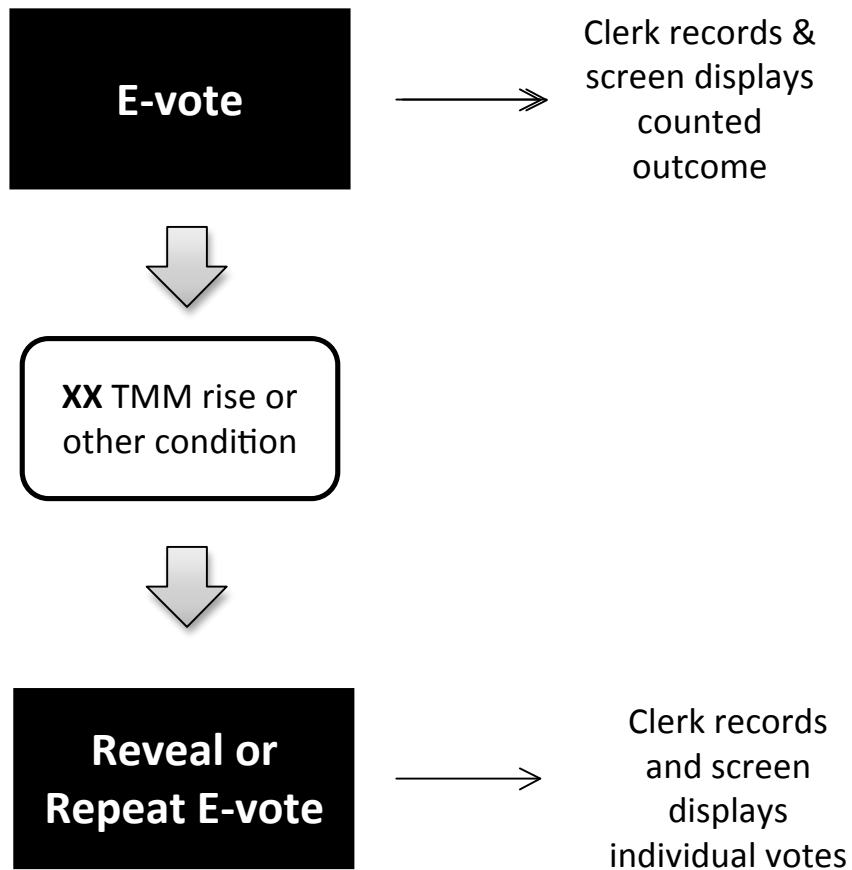 E-vote
Clerk records &
screen displays
counted
outcome
XX TMM rise or
other condition
Reveal or
Repeat E-vote
Clerk records
and screen
displays
individual votes